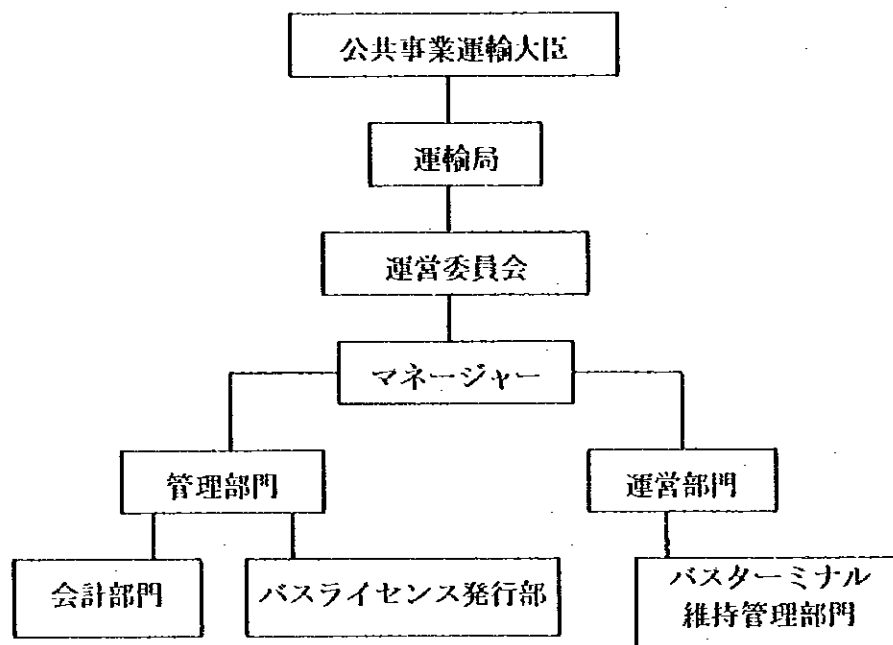 公共事業運輸大臣
運輸局
運営委員会
マネージャー
管理部門
運営部門
会計部門
バスライセンス発行部
バスターミナル
維持管理部門